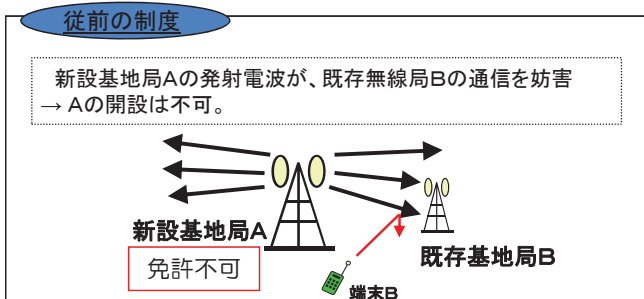 従前の制度
新設基地局Aの発射電波が、既存無線局Bの通信を妨害
→ Aの開設は不可。
新設基地局A
免許不可
既存基地局B
端末B